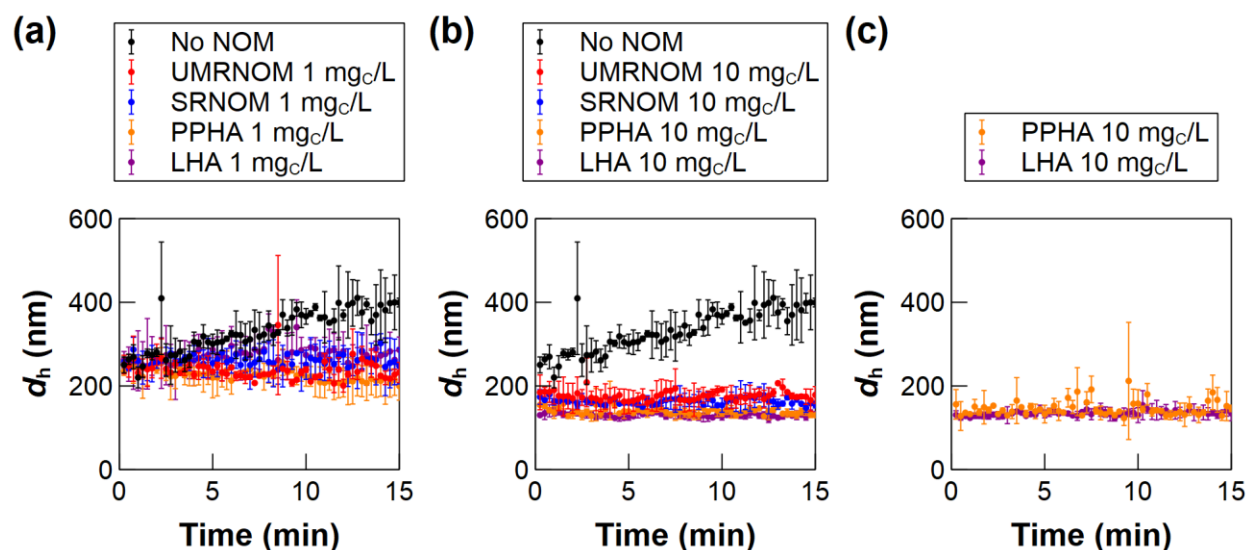 (a)
No NOM
UMRNOM 1 mgC/L
SRNOM 1 mgC/L
PPHA 1 mgC/L
LHA 1 mgC/L
600
400
200
0
dh (nm)
0 5 10 15
Time (min)
(b)
No NOM
UMRNOM 10 mgC/L
SRNOM 10 mgC/L
PPHA 10 mgC/L
LHA 10 mgC/L
600
400
200
0
dh (nm)
0 5 10 15
Time (min)
(c)
PPHA 10 mgC/L
LHA 10 mgC/L
600
400
200
0
dh (nm)
0 5 10 15
Time (min)